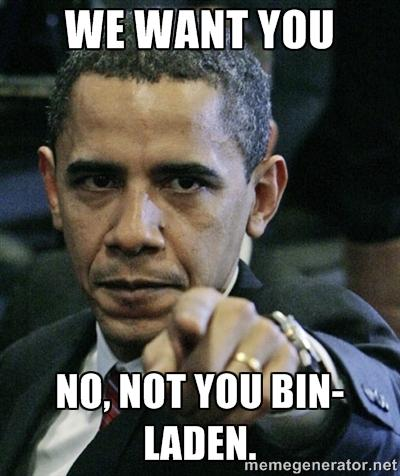 WE WANT YOU
NO, NOT YOU BIN-
LADEN.
memegenerator.net